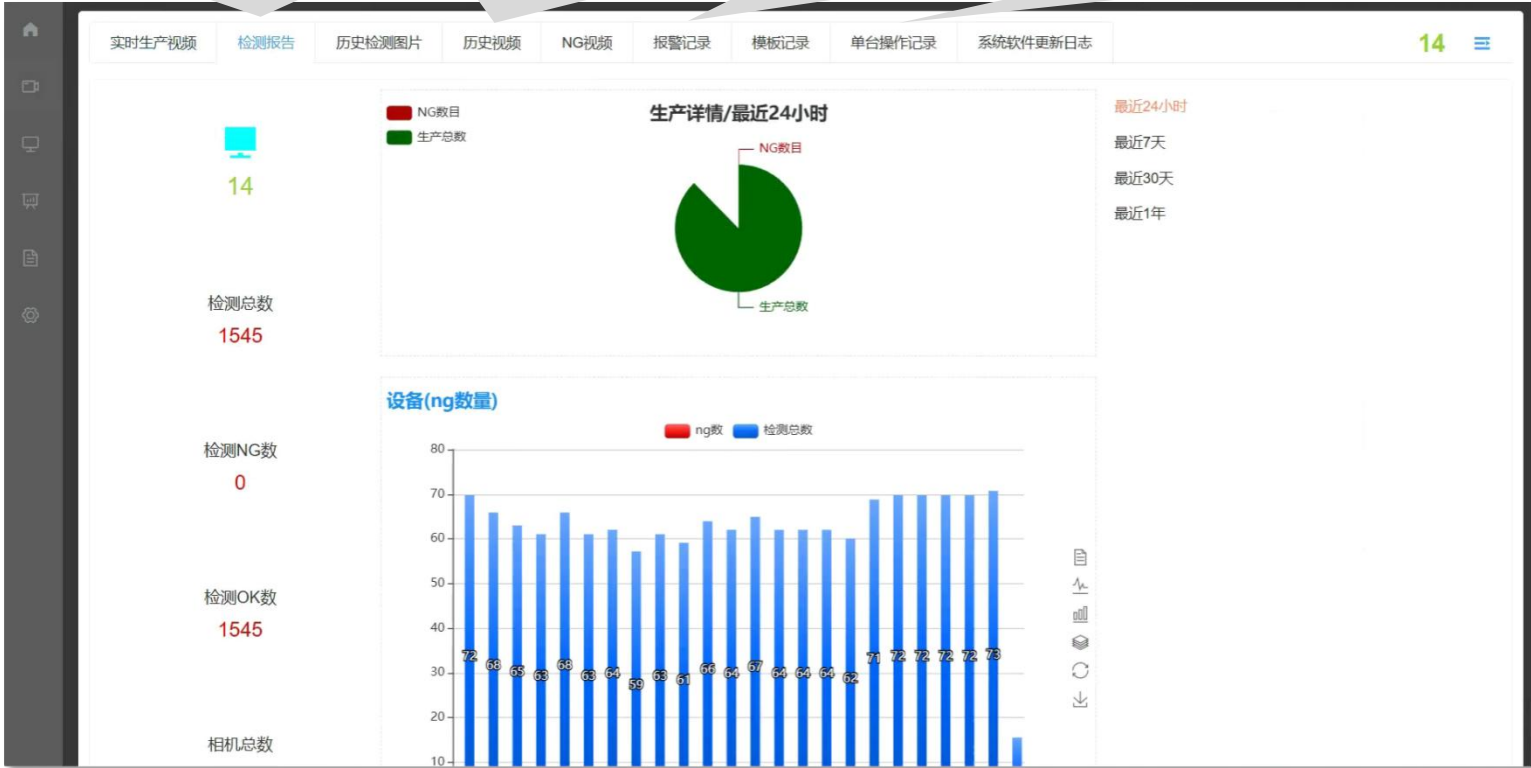 实时生产视频 检测报告 历史检测图片 历史视频 NG视频 报警记录 模板记录 单台操作记录 系统软件更新日志 14
14
检测总数
1545
检测NG数
0
检测OK数
1545
相机总数
NG数目
生产总数
生产详情/最近24小时
NG数目
生产总数
最近24小时
最近7天
最近30天
最近1年
设备(ng数量)
ng数 检测总数
80
70
60
50
40
30
20
10
72 68 65 63 68 63 64 59 63 61 66 64 67 64 64 64 62 71 72 72 72 72 73